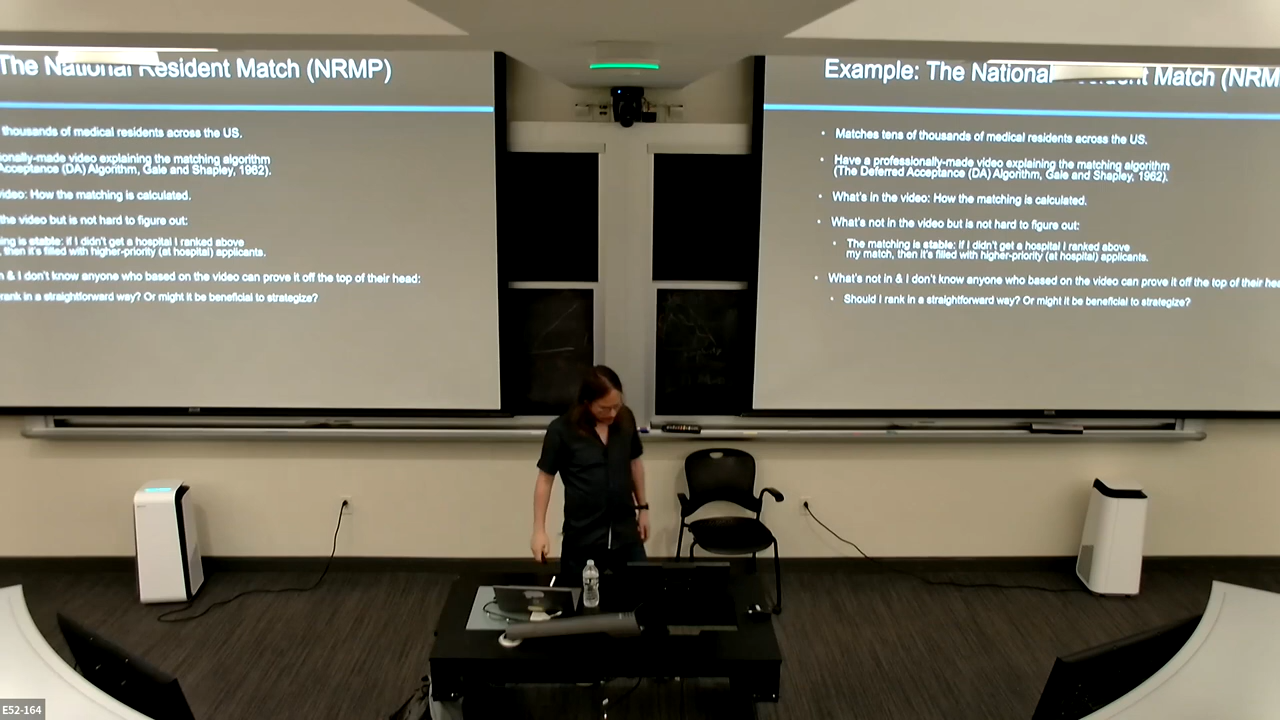 The National Resident Match (NRMP)
thousands of medical residents across the US.
ionally-made video explaining the matching algorithm
Acceptance (DA) Algorithm, Gale and Shapley, 1962).
video: How the matching is calculated.
the video but is not hard to figure out:
ing is stable: if I didn't get a hospital I ranked above
, then it's filled with higher-priority (at hospital) applicants.
n & I don't know anyone who based on the video can prove it off the top of their head:
rank in a straightforward way? Or might it be beneficial to strategize?
Example: The National Resident Match (NRM
• Matches tens of thousands of medical residents across the US.
• Have a professionally-made video explaining the matching algorithm
(The Deferred Acceptance (DA) Algorithm, Gale and Shapley, 1962).
• What's in the video: How the matching is calculated.
• What's not in the video but is not hard to figure out:
• The matching is stable: if I didn't get a hospital I ranked above
my match, then it's filled with higher-priority (at hospital) applicants.
• What's not in & I don't know anyone who based on the video can prove it off the top of their hea
• Should I rank in a straightforward way? Or might it be beneficial to strategize?
E52-164